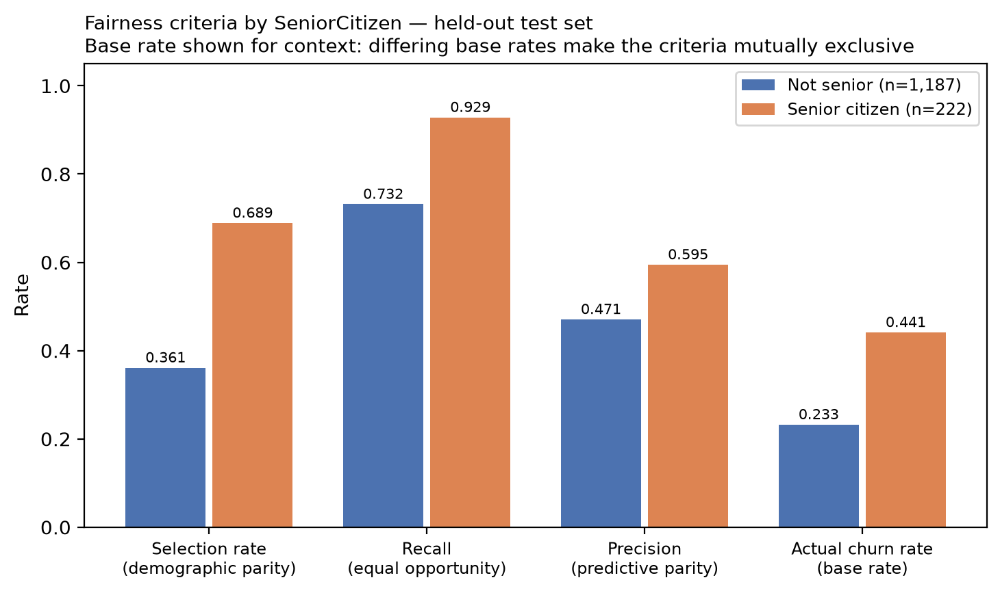 Fairness criteria by SeniorCitizen — held-out test set
Base rate shown for context: differing base rates make the criteria mutually exclusive
Rate
1.0
0.8
0.6
0.4
0.2
0.0
Not senior (n=1,187)
Senior citizen (n=222)
0.361
0.689
0.732
0.929
0.471
0.595
0.233
0.441
Selection rate
(demographic parity)
Recall
(equal opportunity)
Precision
(predictive parity)
Actual churn rate
(base rate)